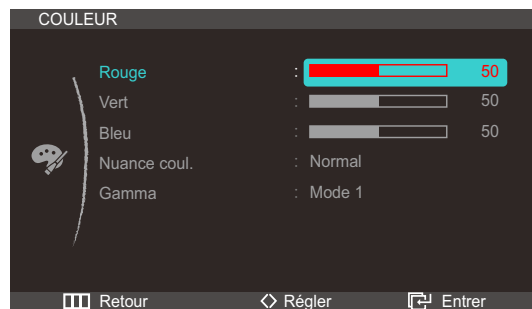 COULEUR
Rouge : 50
Vert : 50
Bleu : 50
Nuance coul. : Normal
Gamma : Mode 1
Retour Régler Entrer